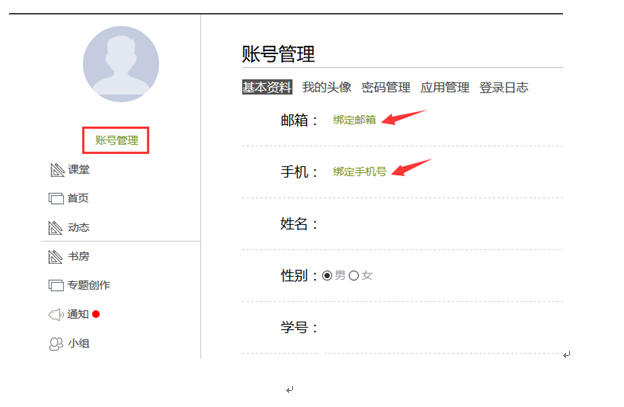 账号管理
课堂
首页
动态
书房
专题创作
通知
小组
账号管理
基本资料 我的头像 密码管理 应用管理 登录日志
邮箱： 绑定邮箱
手机： 绑定手机号
姓名：
性别： 男 女
学号：